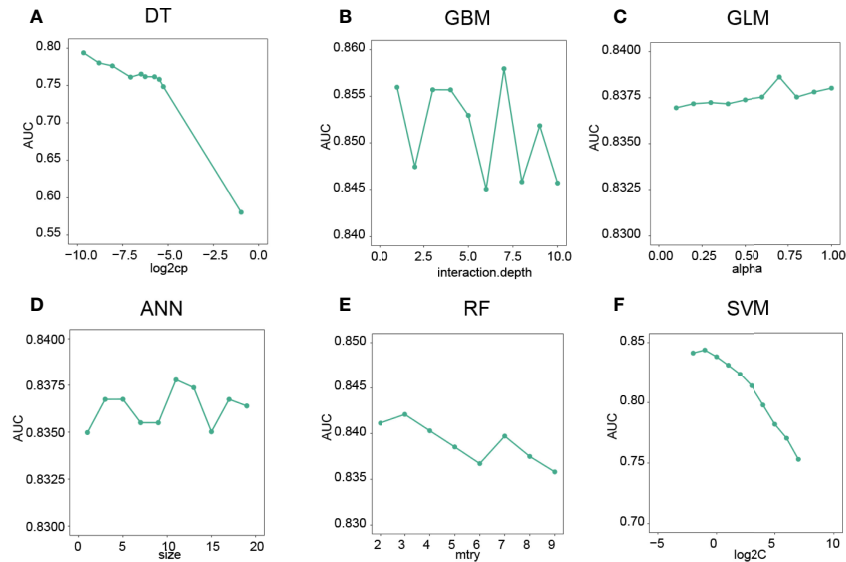 A DT
0.80
0.75
0.70
0.65
0.60
0.55
AUC
−10.0 −7.5 −5.0 −2.5 0.0
log2cp
B GBM
0.860
0.855
0.850
0.845
0.840
AUC
0.0 2.5 5.0 7.5 10.0
interaction.depth
C GLM
0.8400
0.8375
0.8350
0.8325
0.8300
AUC
0.00 0.25 0.50 0.75 1.00
alpha
D ANN
0.8400
0.8375
0.8350
0.8325
0.8300
AUC
0 5 10 15 20
size
E RF
0.850
0.845
0.840
0.835
0.830
AUC
2 3 4 5 6 7 8 9
mtry
F SVM
0.85
0.80
0.75
0.70
AUC
−5 0 5 10
log2C